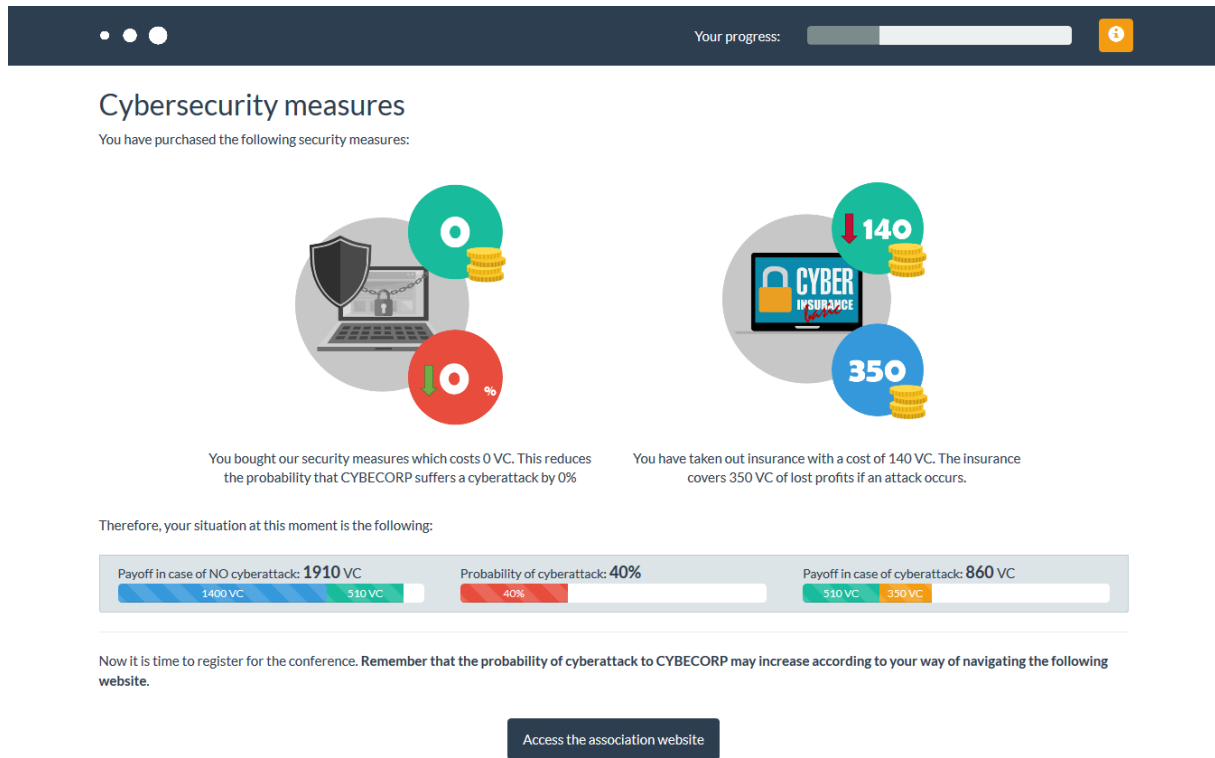 Your progress:
Cybersecurity measures
You have purchased the following security measures:
0
0 %
140
CYBER
INSURANCE
basic
350
You bought our security measures which costs 0 VC. This reduces
the probability that CYBECORP suffers a cyberattack by 0%
You have taken out insurance with a cost of 140 VC. The insurance
covers 350 VC of lost profits if an attack occurs.
Therefore, your situation at this moment is the following:
Payoff in case of NO cyberattack: 1910 VC
1400 VC 510 VC
Probability of cyberattack: 40%
40%
Payoff in case of cyberattack: 860 VC
510 VC 350 VC
Now it is time to register for the conference. Remember that the probability of cyberattack to CYBECORP may increase according to your way of navigating the following
website.
Access the association website